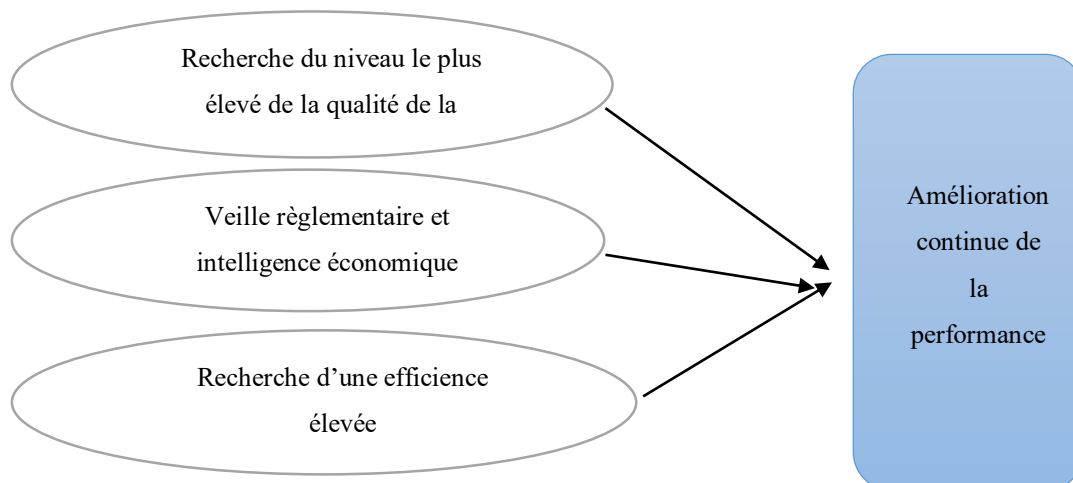 Recherche du niveau le plus
élevé de la qualité de la
Veille règlementaire et
intelligence économique
Recherche d’une efficience
élevée
Amélioration
continue de
la
performance